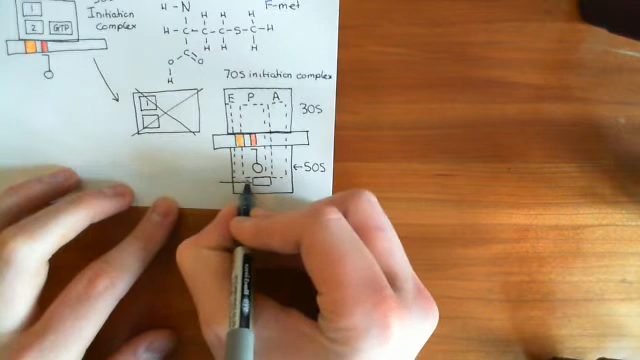 Initiation
complex
1
2 GTP
F-met
H - N
H H H
H - C - C - C - S - C - H
H H H
C
O O
H
70S initiation complex
1
E P A
30S
←50S